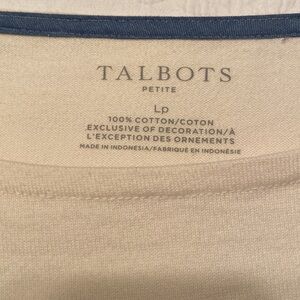 TALBOTS
PETITE
Lp
100% COTTON/COTON
EXCLUSIVE OF DECORATION/À
L'EXCEPTION DES ORNEMENTS
MADE IN INDONESIA/FABRIQUÉ EN INDONÉSIE